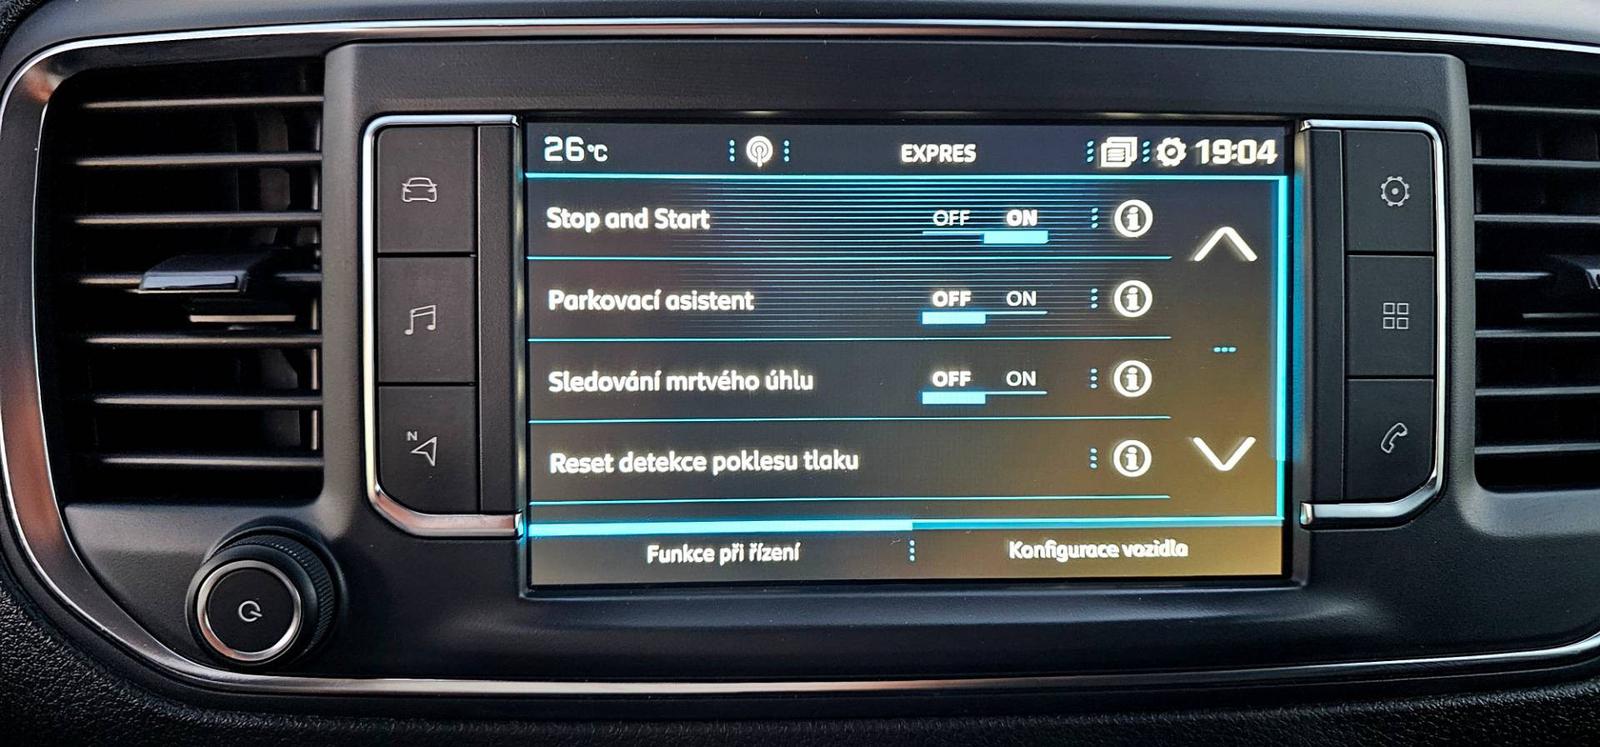 26°C EXPRES 19:04
Stop and Start OFF ON
Parkovací asistent OFF ON
Sledování mrtvého úhlu OFF ON
Reset detekce poklesu tlaku
Funkce při řízení Konfigurace vozidla
N